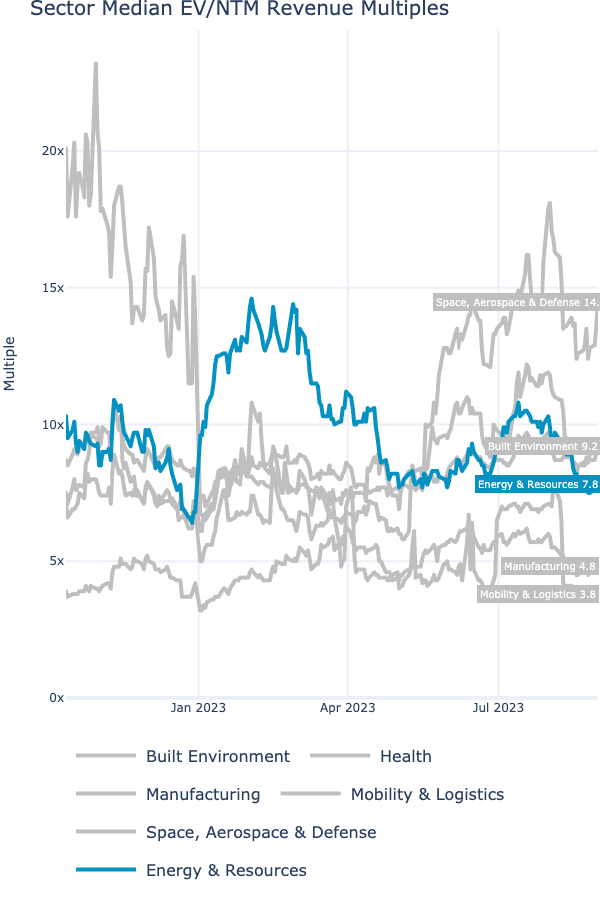 Sector Median EV/NTM Revenue Multiples
20x
15x
10x
5x
0x
Multiple
Space, Aerospace & Defense 14.
Built Environment 9.2
Energy & Resources 7.8
Manufacturing 4.8
Mobility & Logistics 3.8
Jan 2023
Apr 2023
Jul 2023
Built Environment
Health
Manufacturing
Mobility & Logistics
Space, Aerospace & Defense
Energy & Resources